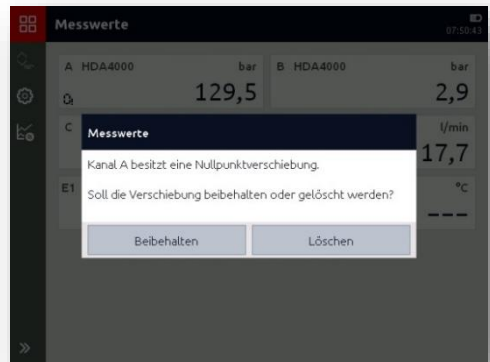 Messwerte
07:50:43
A HDA4000 bar
129,5
B HDA4000 bar
2,9
C
l/min
17,7
Messwerte
Kanal A besitzt eine Nullpunktverschiebung.
Soll die Verschiebung beibehalten oder gelöscht werden?
Beibehalten
Löschen
E1
°C
---